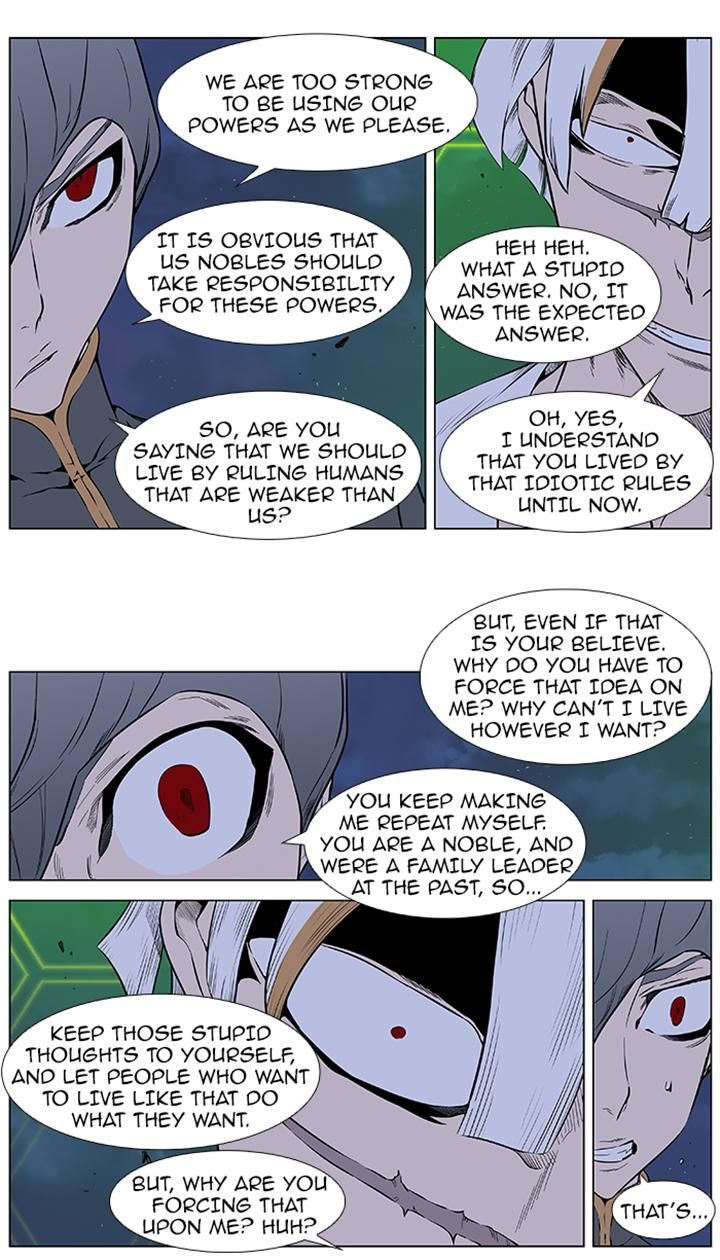 WE ARE TOO STRONG
TO BE USING OUR
POWERS AS WE PLEASE.
IT IS OBVIOUS THAT
US NOBLES SHOULD
TAKE RESPONSIBILITY
FOR THESE POWERS.
SO, ARE YOU
SAYING THAT WE SHOULD
LIVE BY RULING HUMANS
THAT ARE WEAKER THAN
US?
HEH HEH.
WHAT A STUPID
ANSWER. NO, IT
WAS THE EXPECTED
ANSWER.
OH, YES,
I UNDERSTAND
THAT YOU LIVED BY
THAT IDIOTIC RULES
UNTIL NOW.
BUT, EVEN IF THAT
IS YOUR BELIEVE.
WHY DO YOU HAVE TO
FORCE THAT IDEA ON
ME? WHY CAN'T I LIVE
HOWEVER I WANT?
YOU KEEP MAKING
ME REPEAT MYSELF.
YOU ARE A NOBLE, AND
WERE A FAMILY LEADER
AT THE PAST, SO...
KEEP THOSE STUPID
THOUGHTS TO YOURSELF,
AND LET PEOPLE WHO WANT
TO LIVE LIKE THAT DO
WHAT THEY WANT.
BUT, WHY ARE YOU
FORCING THAT
UPON ME? HUH?
THAT'S...